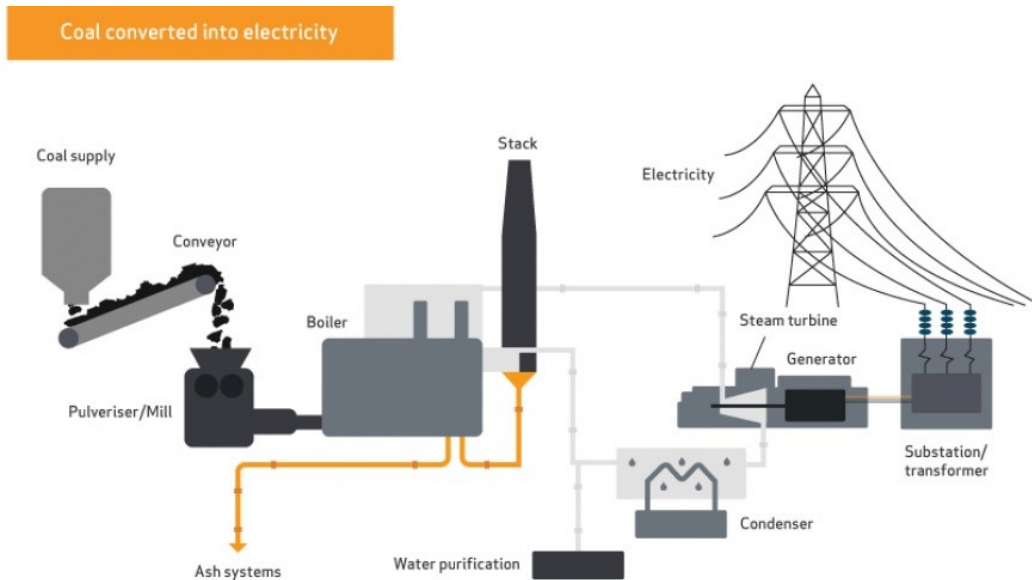 Coal converted into electricity
Stack
Coal supply
Electricity
Conveyor
Boiler
Steam turbine
Generator
Pulveriser/Mill
Substation/
transformer
Condenser
Water purification
Ash systems